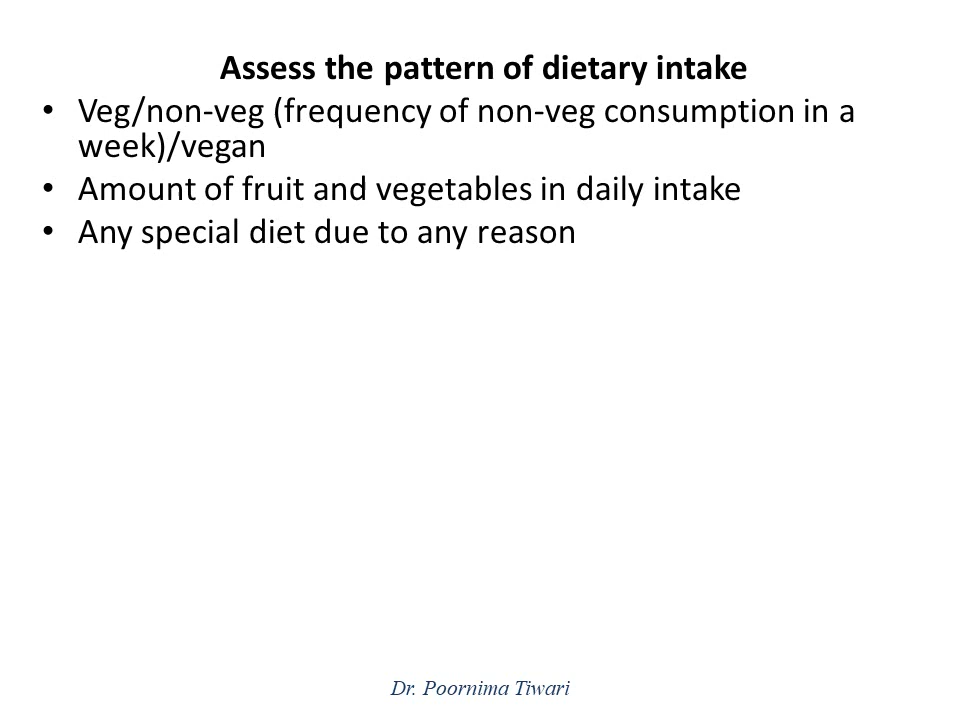 Assess the pattern of dietary intake
• Veg/non-veg (frequency of non-veg consumption in a
week)/vegan
• Amount of fruit and vegetables in daily intake
• Any special diet due to any reason
Dr. Poornima Tiwari